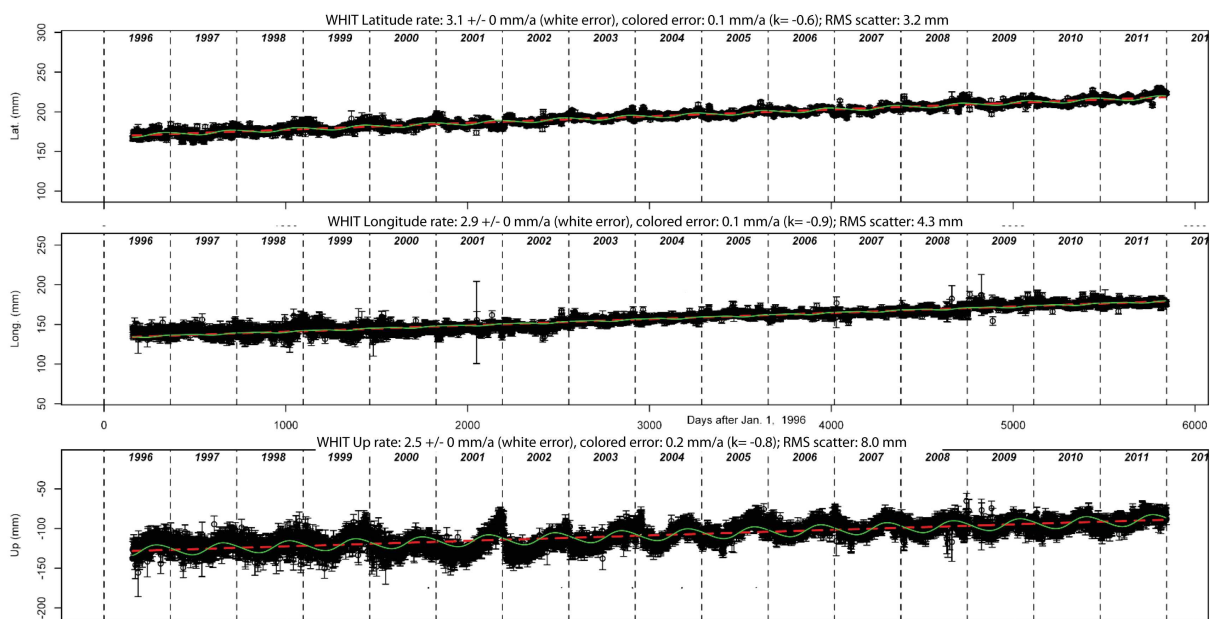 WHIT Latitude rate: 3.1 +/- 0 mm/a (white error), colored error: 0.1 mm/a (k= -0.6); RMS scatter: 3.2 mm
1996 1997 1998 1999 2000 2001 2002 2003 2004 2005 2006 2007 2008 2009 2010 2011 201
300
250
200
150
100
Lat. (mm)
WHIT Longitude rate: 2.9 +/- 0 mm/a (white error), colored error: 0.1 mm/a (k= -0.9); RMS scatter: 4.3 mm
1996 1997 1998 1999 2000 2001 2002 2003 2004 2005 2006 2007 2008 2009 2010 2011 201
250
200
150
100
50
Long. (mm)
0 1000 2000 3000 4000 5000 6000
Days after Jan. 1, 1996
WHIT Up rate: 2.5 +/- 0 mm/a (white error), colored error: 0.2 mm/a (k= -0.8); RMS scatter: 8.0 mm
1996 1997 1998 1999 2000 2001 2002 2003 2004 2005 2006 2007 2008 2009 2010 2011 201
-50
-100
-150
-200
Up (mm)